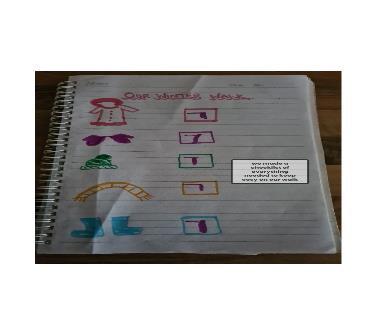 OUR WINTER WALK
We made a
checklist of
everything
needed to keep
cosy on our walk